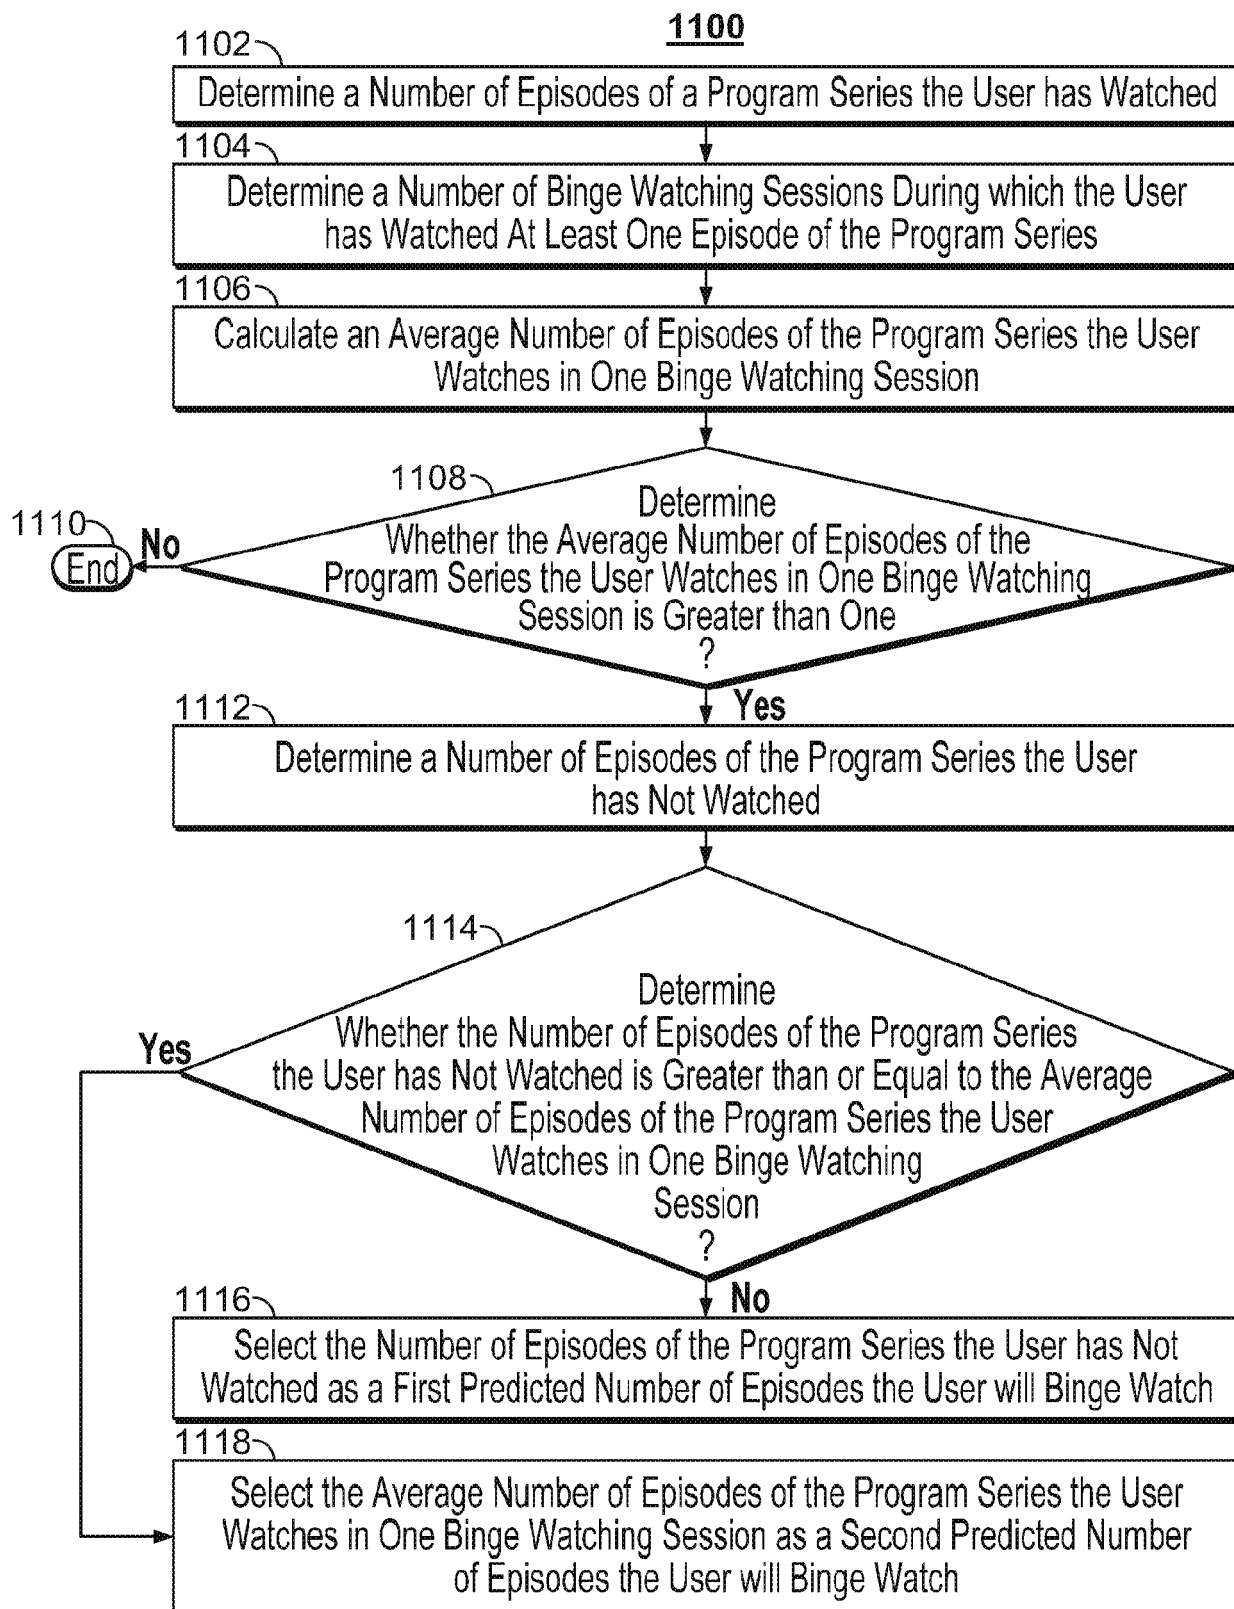 1100
1102
Determine a Number of Episodes of a Program Series the User has Watched
1104
Determine a Number of Binge Watching Sessions During which the User
has Watched At Least One Episode of the Program Series
1106
Calculate an Average Number of Episodes of the Program Series the User
Watches in One Binge Watching Session
1108
Determine
Whether the Average Number of Episodes of the
Program Series the User Watches in One Binge Watching
Session is Greater than One
?
1110
End
No
Yes
1112
Determine a Number of Episodes of the Program Series the User
has Not Watched
1114
Determine
Whether the Number of Episodes of the Program Series
the User has Not Watched is Greater than or Equal to the Average
Number of Episodes of the Program Series the User
Watches in One Binge Watching
Session
?
Yes
No
1116
Select the Number of Episodes of the Program Series the User has Not
Watched as a First Predicted Number of Episodes the User will Binge Watch
1118
Select the Average Number of Episodes of the Program Series the User
Watches in One Binge Watching Session as a Second Predicted Number
of Episodes the User will Binge Watch